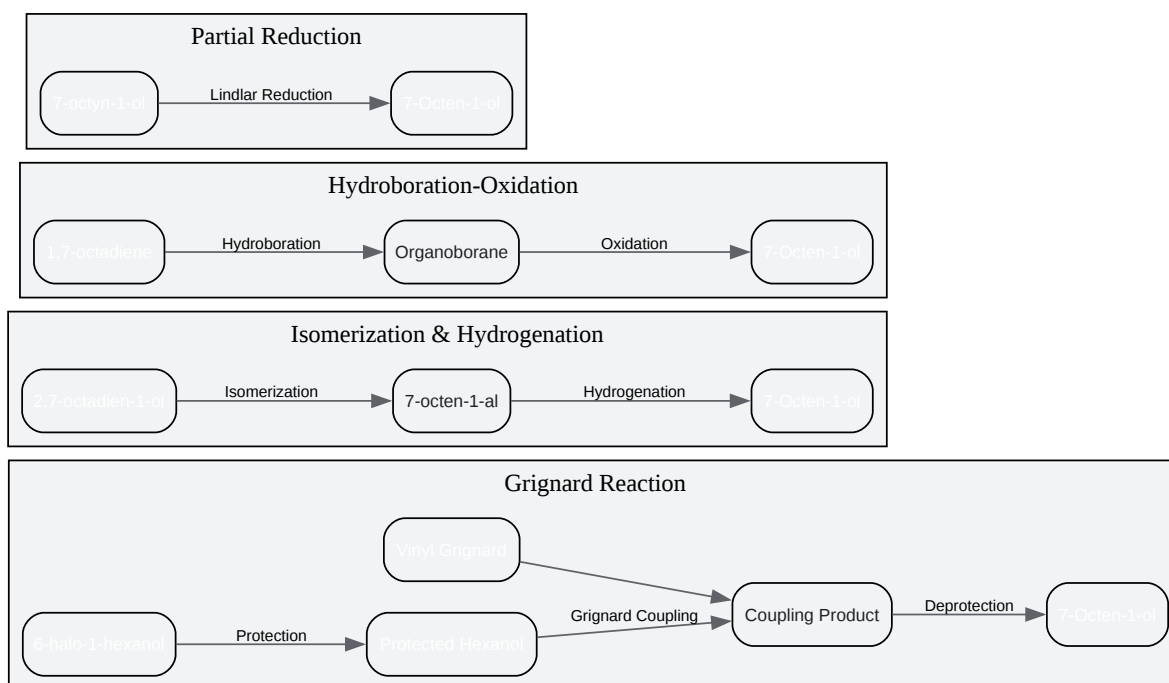 Partial Reduction
7-octyn-1-ol
Lindlar Reduction
7-Octen-1-ol
Hydroboration-Oxidation
1,7-octadiene
Hydroboration
Organoborane
Oxidation
7-Octen-1-ol
Isomerization & Hydrogenation
2,7-octadien-1-ol
Isomerization
7-octen-1-al
Hydrogenation
7-Octen-1-ol
Grignard Reaction
Vinyl Grignard
6-halo-1-hexanol
Protection
Protected Hexanol
Grignard Coupling
Coupling Product
Deprotection
7-Octen-1-ol